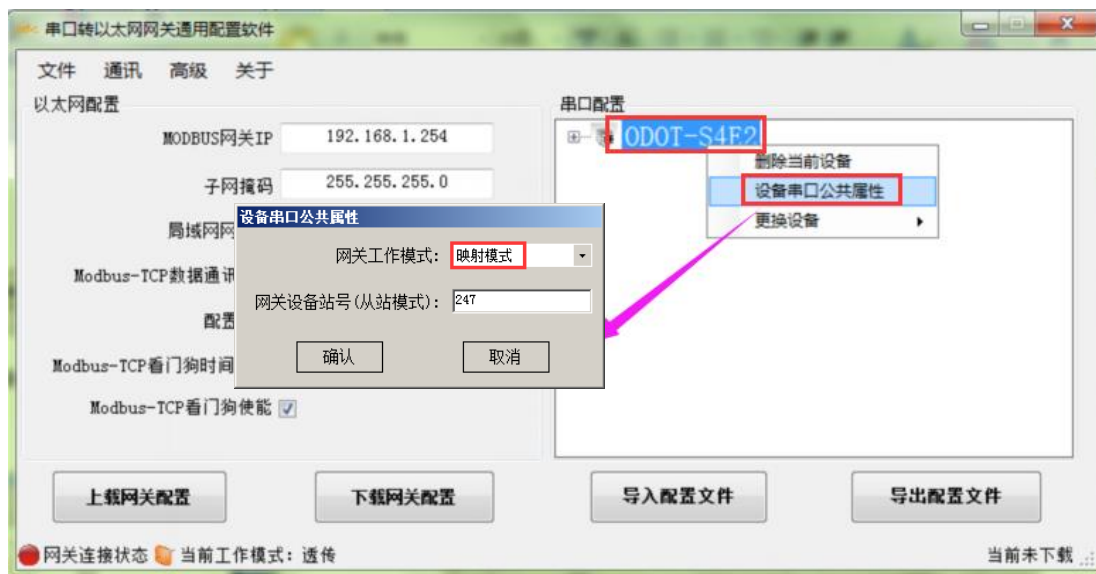 串口转以太网网关通用配置软件
文件 通讯 高级 关于
以太网配置
MODBUS网关IP 192.168.1.254
子网掩码 255.255.255.0
局域网网
Modbus-TCP数据通讯
配置
Modbus-TCP看门狗时间
Modbus-TCP看门狗使能
串口配置
ODOT-S4E2
删除当前设备
设备串口公共属性
更换设备
设备串口公共属性
网关工作模式: 映射模式
网关设备站号(从站模式): 247
确认 取消
上载网关配置 下载网关配置 导入配置文件 导出配置文件
网关连接状态 当前工作模式: 透传 当前未下载